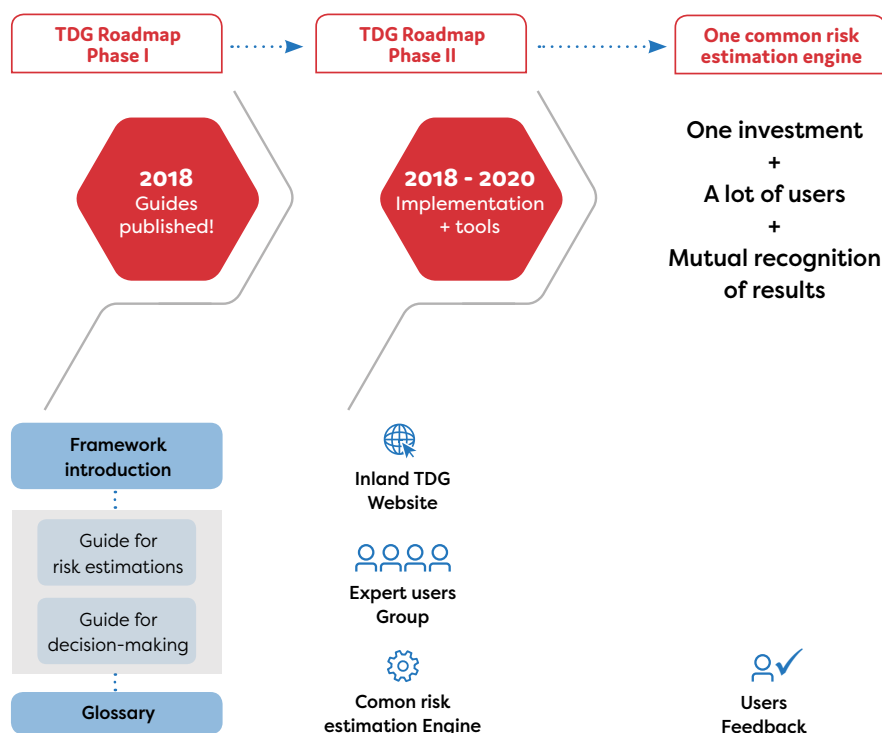 TDG Roadmap
Phase I
TDG Roadmap
Phase II
One common risk
estimation engine
2018
Guides
published!
2018 - 2020
Implementation
+ tools
One investment
+
A lot of users
+
Mutual recognition
of results
Framework
introduction
Guide for
risk estimations
Guide for
decision-making
Glossary
Inland TDG
Website
Expert users
Group
Comon risk
estimation Engine
Users
Feedback